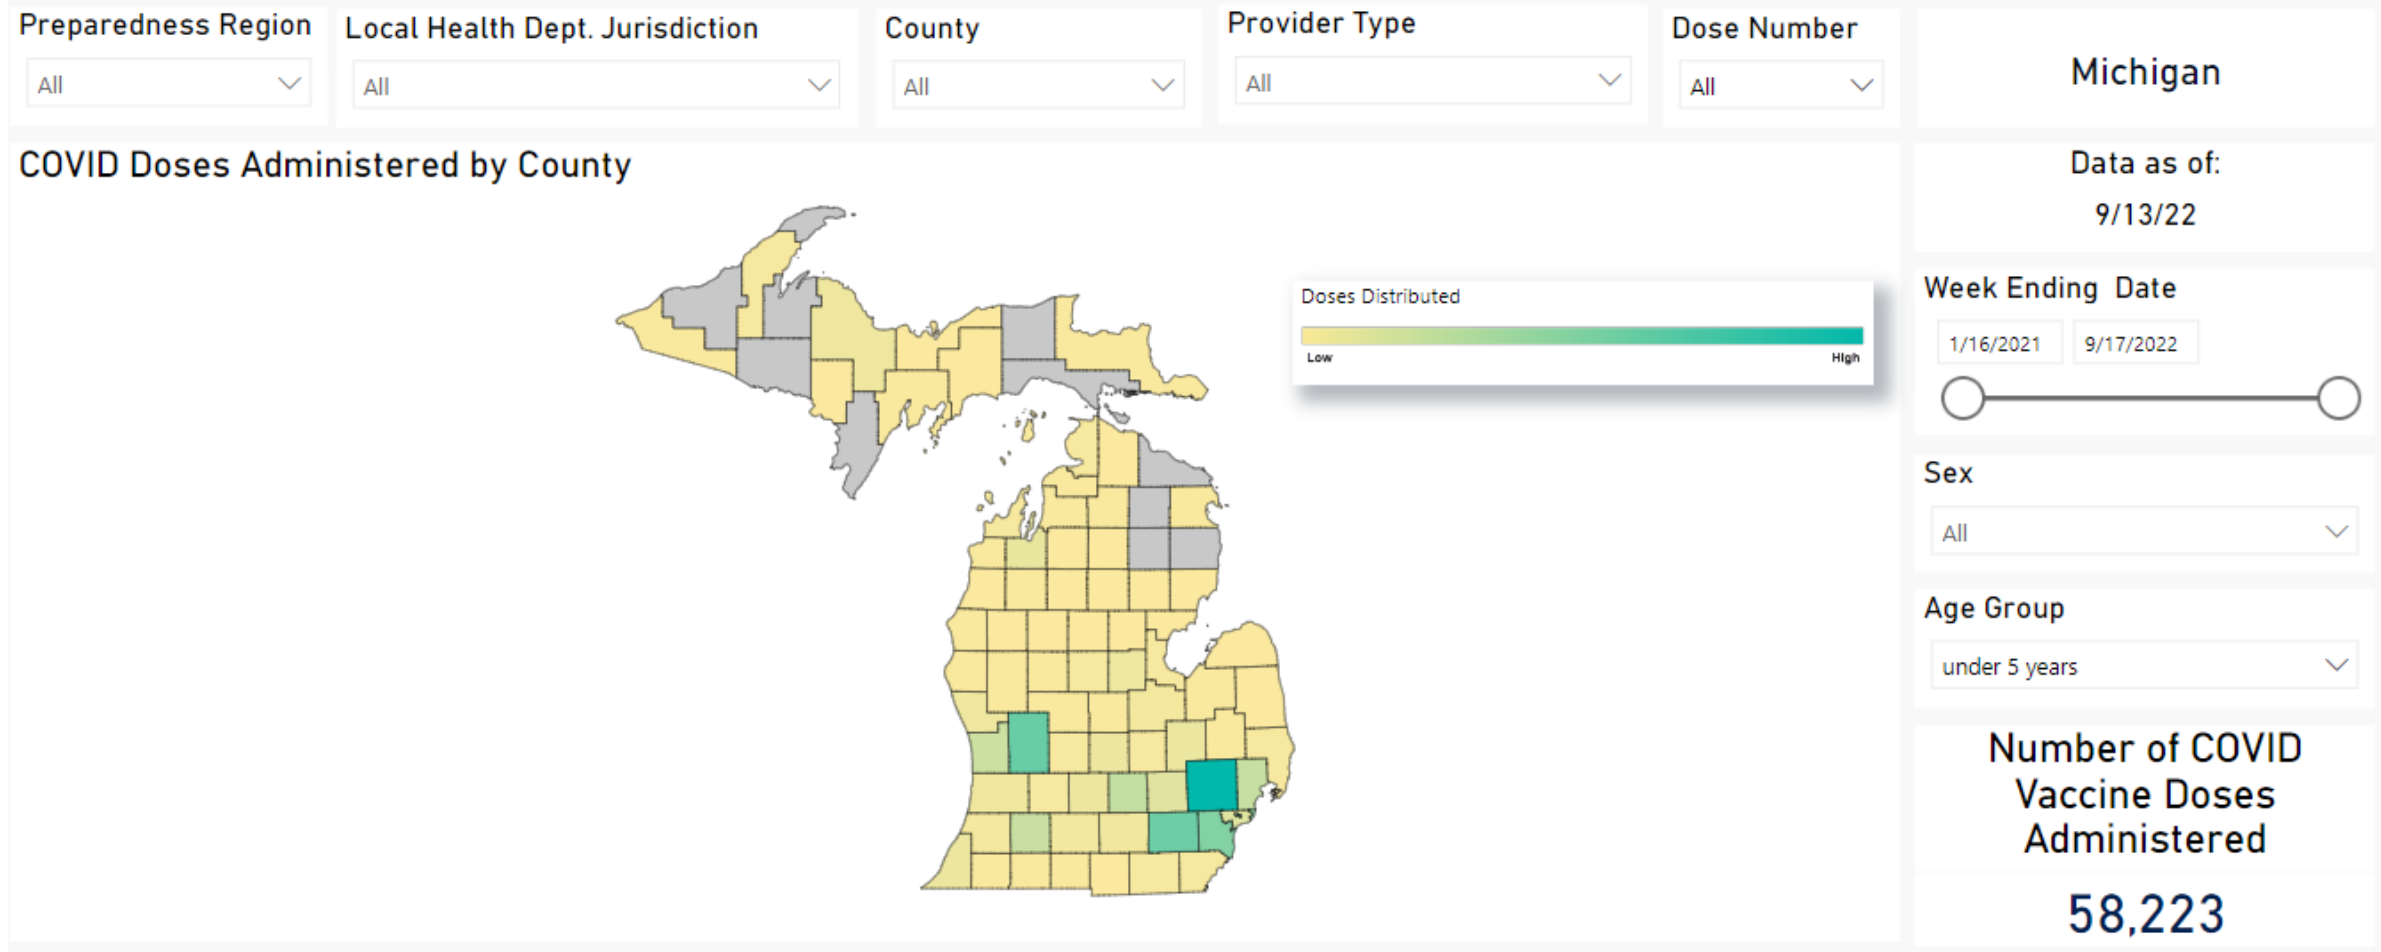 Preparedness Region
All
Local Health Dept. Jurisdiction
All
County
All
Provider Type
All
Dose Number
All
Michigan
COVID Doses Administered by County
Doses Distributed
Low
High
Data as of:
9/13/22
Week Ending Date
1/16/2021
9/17/2022
Sex
All
Age Group
under 5 years
Number of COVID
Vaccine Doses
Administered
58,223